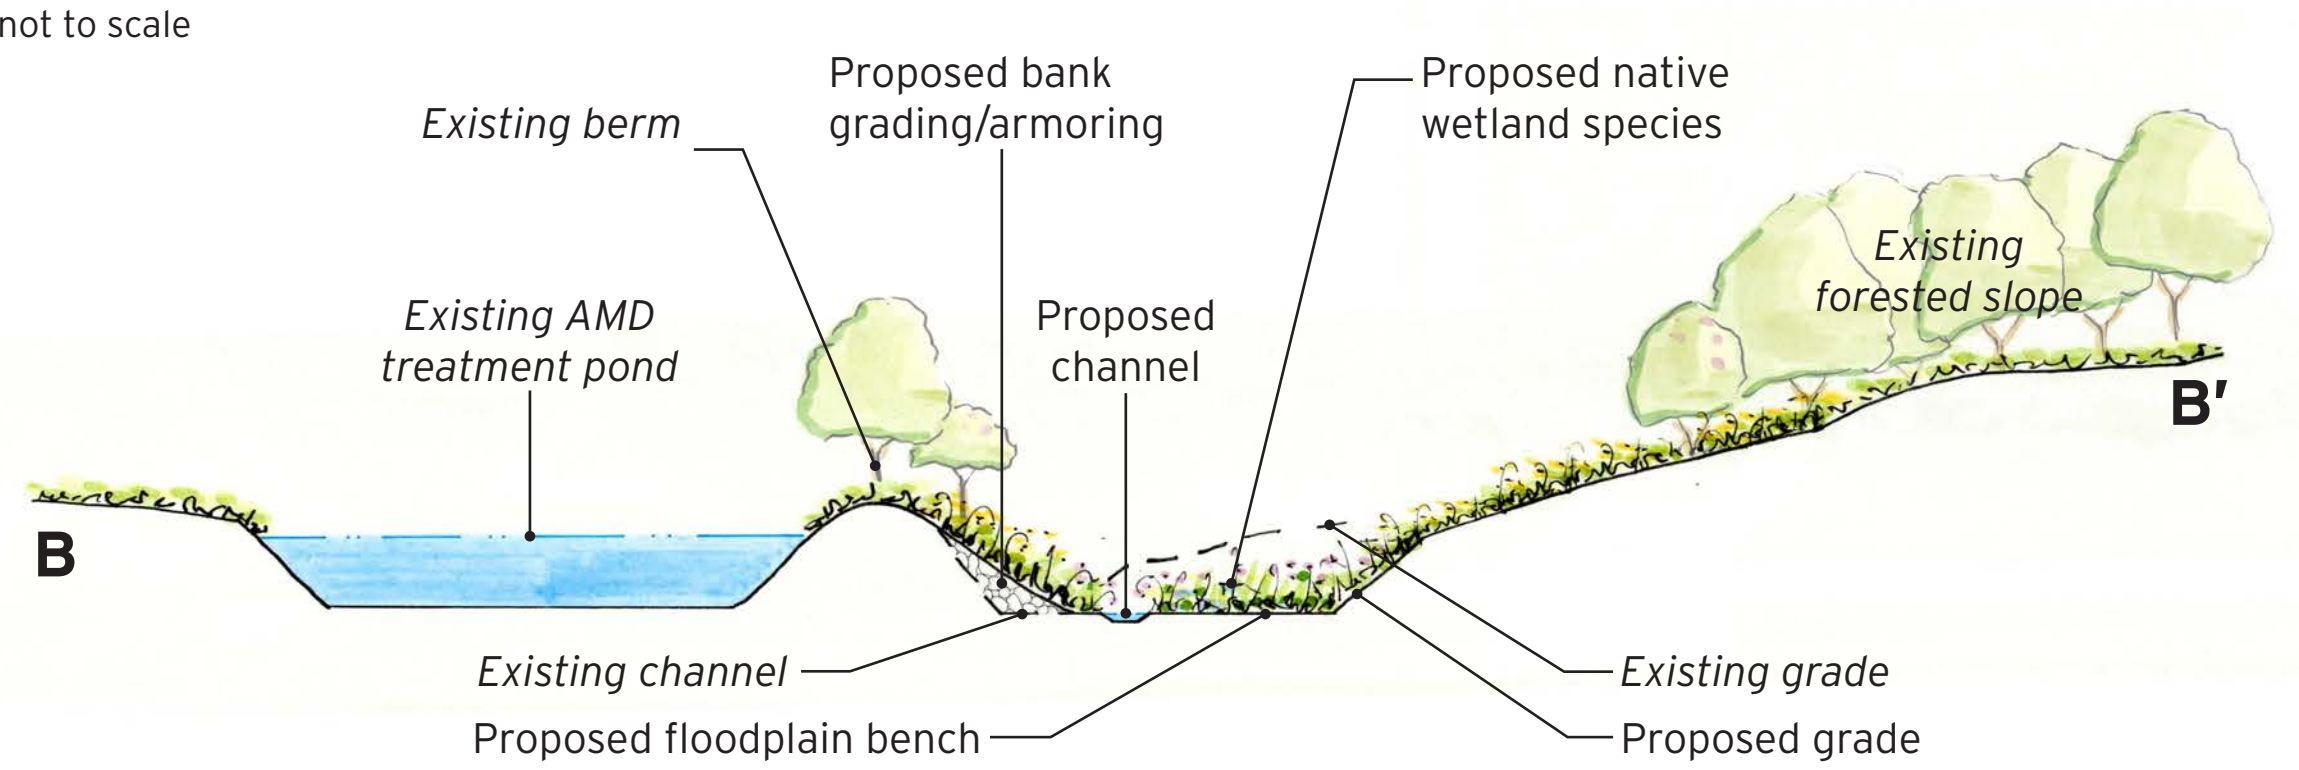 not to scale
Proposed bank
grading/armoring
Proposed native
wetland species
Existing berm
Existing
forested slope
Existing AMD
treatment pond
Proposed
channel
B'
B
Existing channel
Existing grade
Proposed floodplain bench
Proposed grade